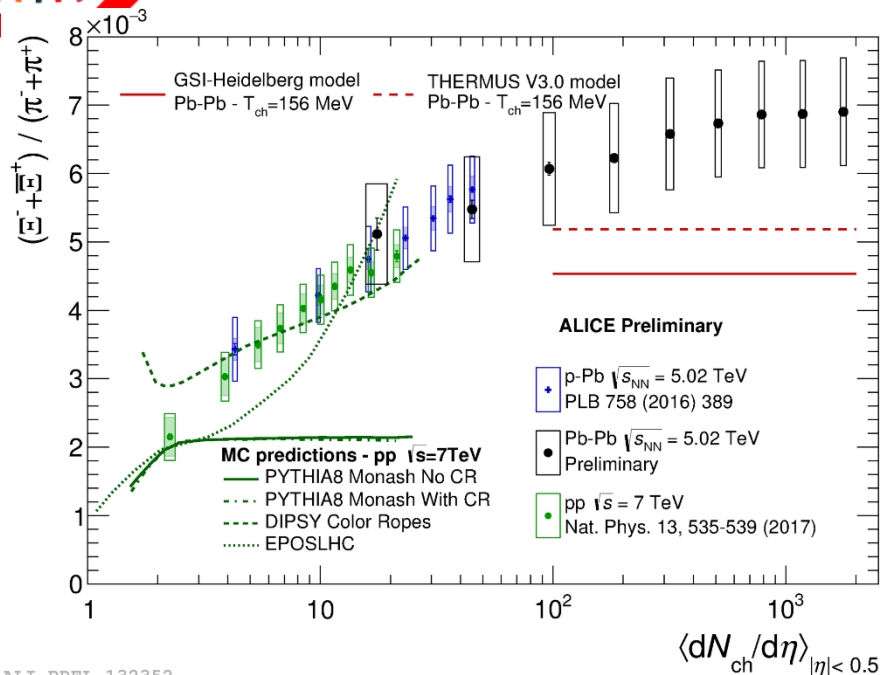 ×10⁻³
8
7
6
5
4
3
2
1
0
(Ξ⁻+Ξ̅⁺) / (π⁻+π⁺)
GSI-Heidelberg model
Pb-Pb - T_ch=156 MeV
THERMUS V3.0 model
Pb-Pb - T_ch=156 MeV
ALICE Preliminary
p-Pb √s_NN = 5.02 TeV
PLB 758 (2016) 389
Pb-Pb √s_NN = 5.02 TeV
Preliminary
pp √s = 7 TeV
Nat. Phys. 13, 535-539 (2017)
MC predictions - pp √s=7TeV
PYTHIA8 Monash No CR
PYTHIA8 Monash With CR
DIPSY Color Ropes
EPOSLHC
1 10 10² 10³
⟨dN_ch/dη⟩_|η|< 0.5